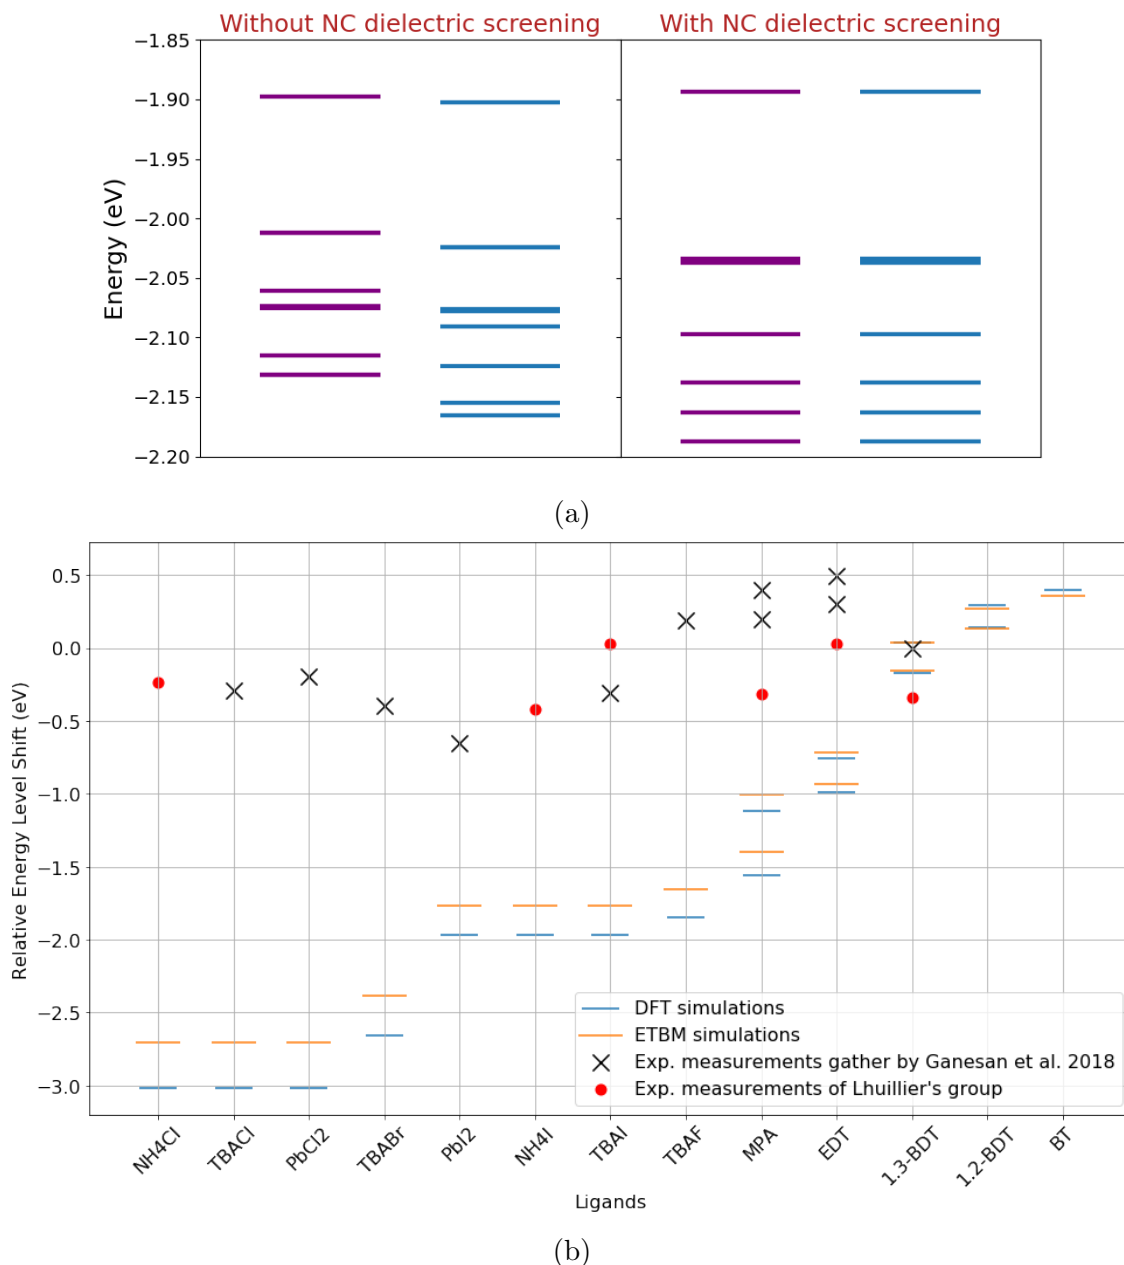 Without NC dielectric screening With NC dielectric screening
Energy (eV)
−1.85
−1.90
−1.95
−2.00
−2.05
−2.10
−2.15
−2.20
(a)
Relative Energy Level Shift (eV)
0.5
0.0
−0.5
−1.0
−1.5
−2.0
−2.5
−3.0
DFT simulations
ETBM simulations
Exp. measurements gather by Ganesan et al. 2018
Exp. measurements of Lhuillier's group
NH4Cl TBACl PbCl2 TBABr PbI2 NH4I TBAI TBAF MPA EDT 1.3-BDT 1.2-BDT BT
Ligands
(b)